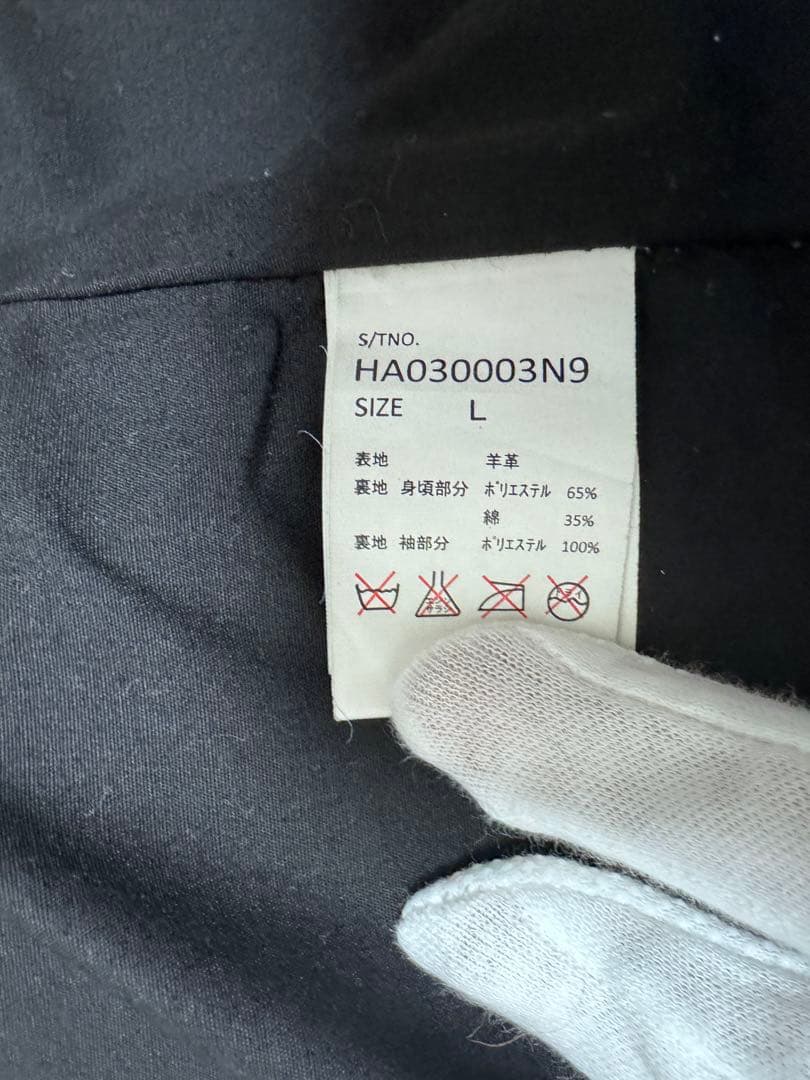 S/TNO.
HA030003N9
SIZE L
表地 羊革
裏地 身頃部分 ポリエステル 65%
綿 35%
裏地 袖部分 ポリエステル 100%